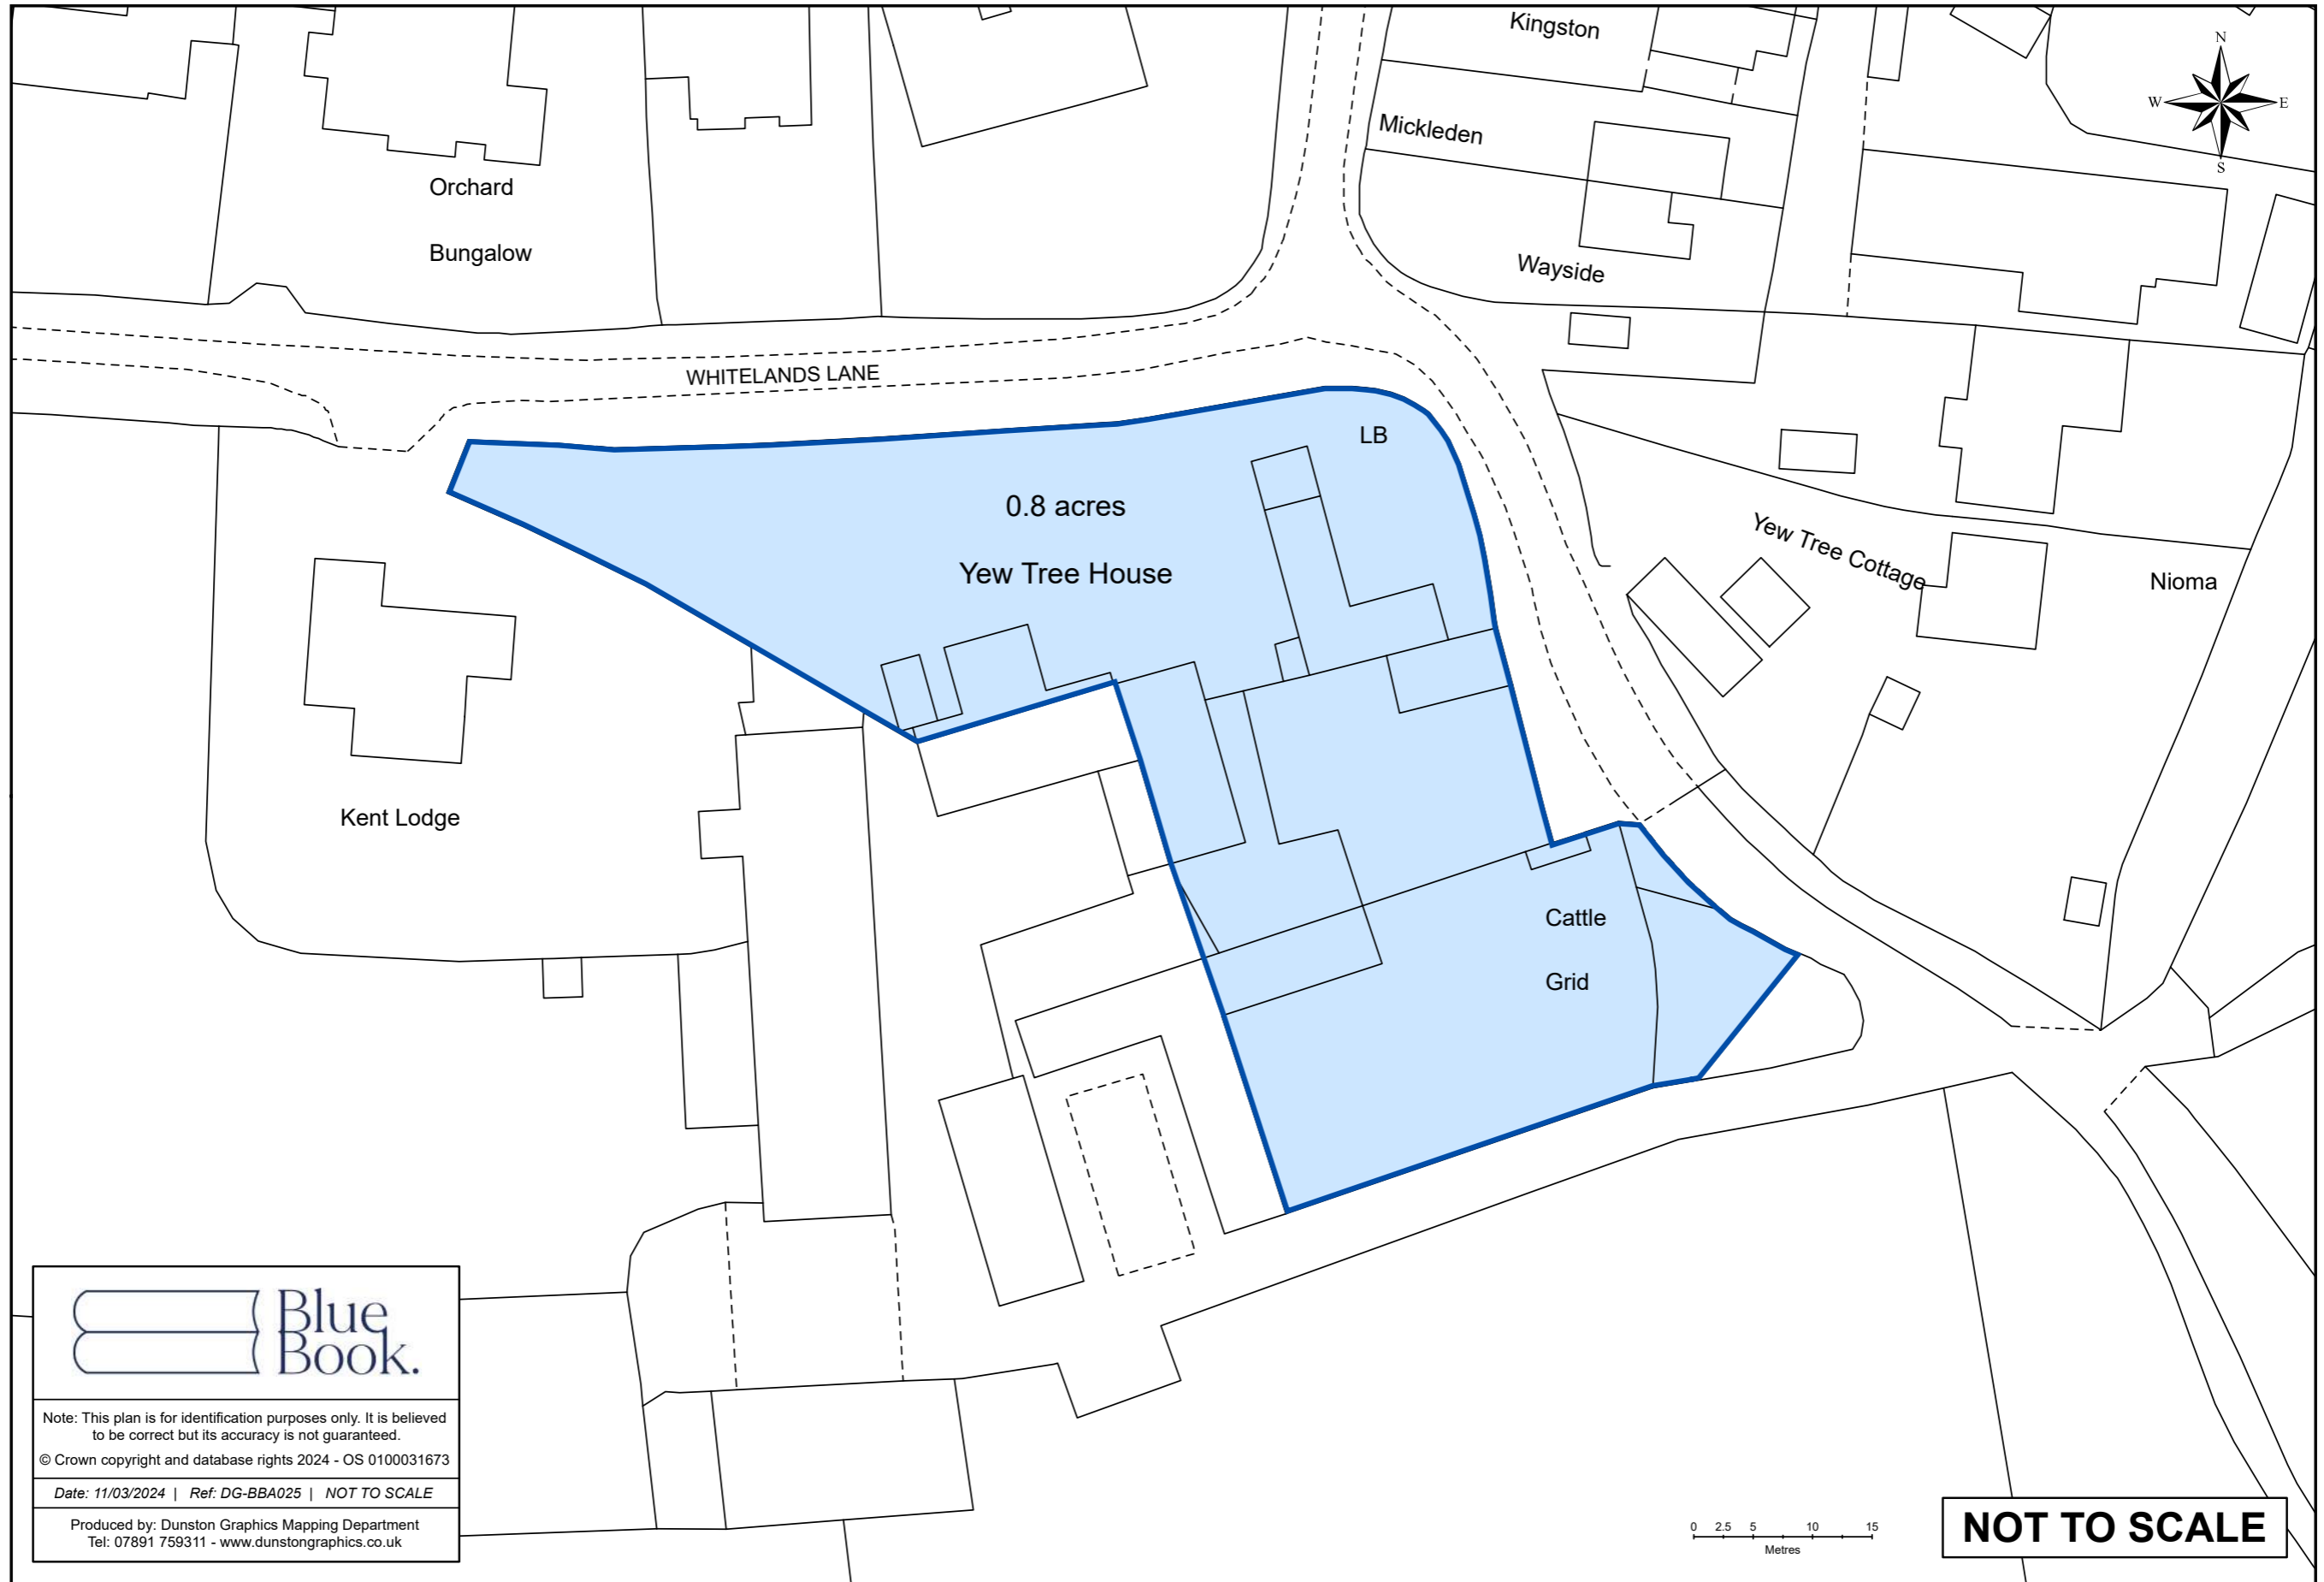 Kingston
N
W E
S
Mickleden
Orchard
Bungalow
Wayside
WHITELANDS LANE
LB
0.8 acres
Yew Tree House
Yew Tree Cottage
Nioma
Kent Lodge
Cattle
Grid
Blue
Book.
Note: This plan is for identification purposes only. It is believed
to be correct but its accuracy is not guaranteed.
© Crown copyright and database rights 2024 - OS 0100031673
Date: 11/03/2024 | Ref: DG-BBA025 | NOT TO SCALE
Produced by: Dunston Graphics Mapping Department
Tel: 07891 759311 - www.dunstongraphics.co.uk
0 2.5 5 10 15
Metres
NOT TO SCALE